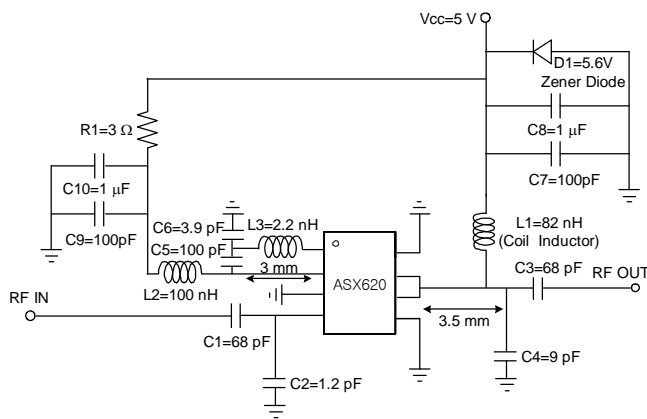 Vcc=5 V
D1=5.6V
Zener Diode
R1=3 Ω
C8=1 μF
C10=1 μF
C7=100pF
C9=100pF
C6=3.9 pF
L3=2.2 nH
L1=82 nH
(Coil Inductor)
C5=100 pF
3 mm
ASX620
C3=68 pF
RF OUT
L2=100 nH
RF IN
3.5 mm
C1=68 pF
C4=9 pF
C2=1.2 pF